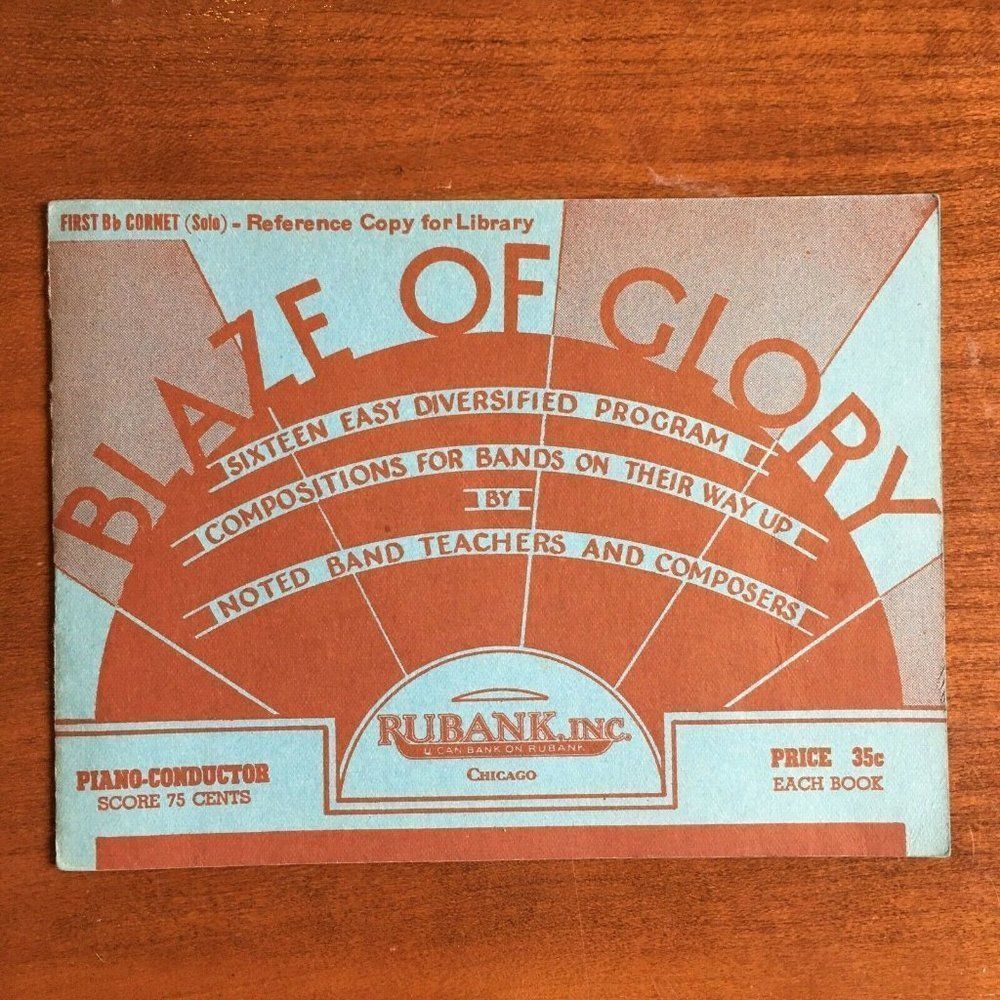 FIRST Bb CORNET (Solo) - Reference Copy for Library
BLAZE OF GLORY
SIXTEEN EASY DIVERSIFIED PROGRAM
COMPOSITIONS FOR BANDS ON THEIR WAY UP
BY
NOTED BAND TEACHERS AND COMPOSERS
RUBANK, INC.
U CAN BANK ON RUBANK
CHICAGO
PIANO-CONDUCTOR
SCORE 75 CENTS
PRICE 35c
EACH BOOK